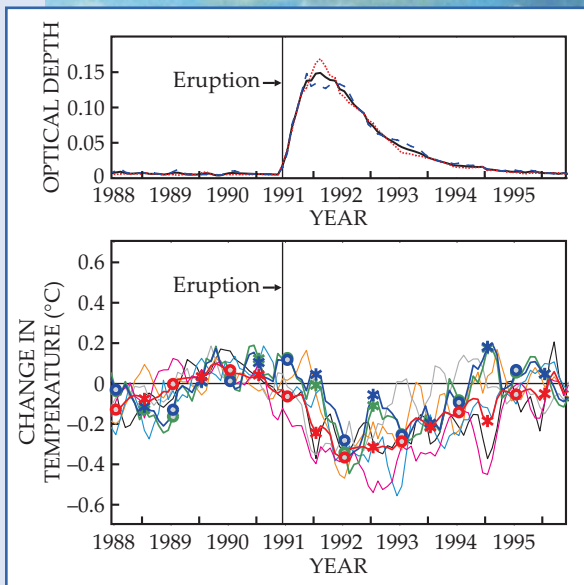 OPTICAL DEPTH
0.15
0.10
0.05
0
Eruption
1988 1989 1990 1991 1992 1993 1994 1995
YEAR
CHANGE IN
TEMPERATURE (°C)
0.6
0.4
0.2
0
−0.2
−0.4
−0.6
Eruption
1988 1989 1990 1991 1992 1993 1994 1995
YEAR